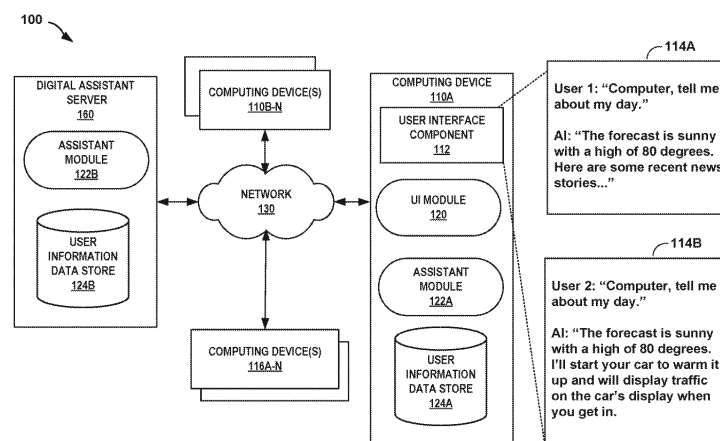 100
DIGITAL ASSISTANT
SERVER
160
ASSISTANT
MODULE
122B
USER
INFORMATION
DATA STORE
124B
COMPUTING DEVICE(S)
110B-N
NETWORK
130
COMPUTING DEVICE(S)
116A-N
COMPUTING DEVICE
110A
USER INTERFACE
COMPONENT
112
UI MODULE
120
ASSISTANT
MODULE
122A
USER
INFORMATION
DATA STORE
124A
114A
User 1: “Computer, tell me
about my day.”
AI: “The forecast is sunny
with a high of 80 degrees.
Here are some recent news
stories...”
114B
User 2: “Computer, tell me
about my day.”
AI: “The forecast is sunny
with a high of 80 degrees.
I’ll start your car to warm it
up and will display traffic
on the car’s display when
you get in.